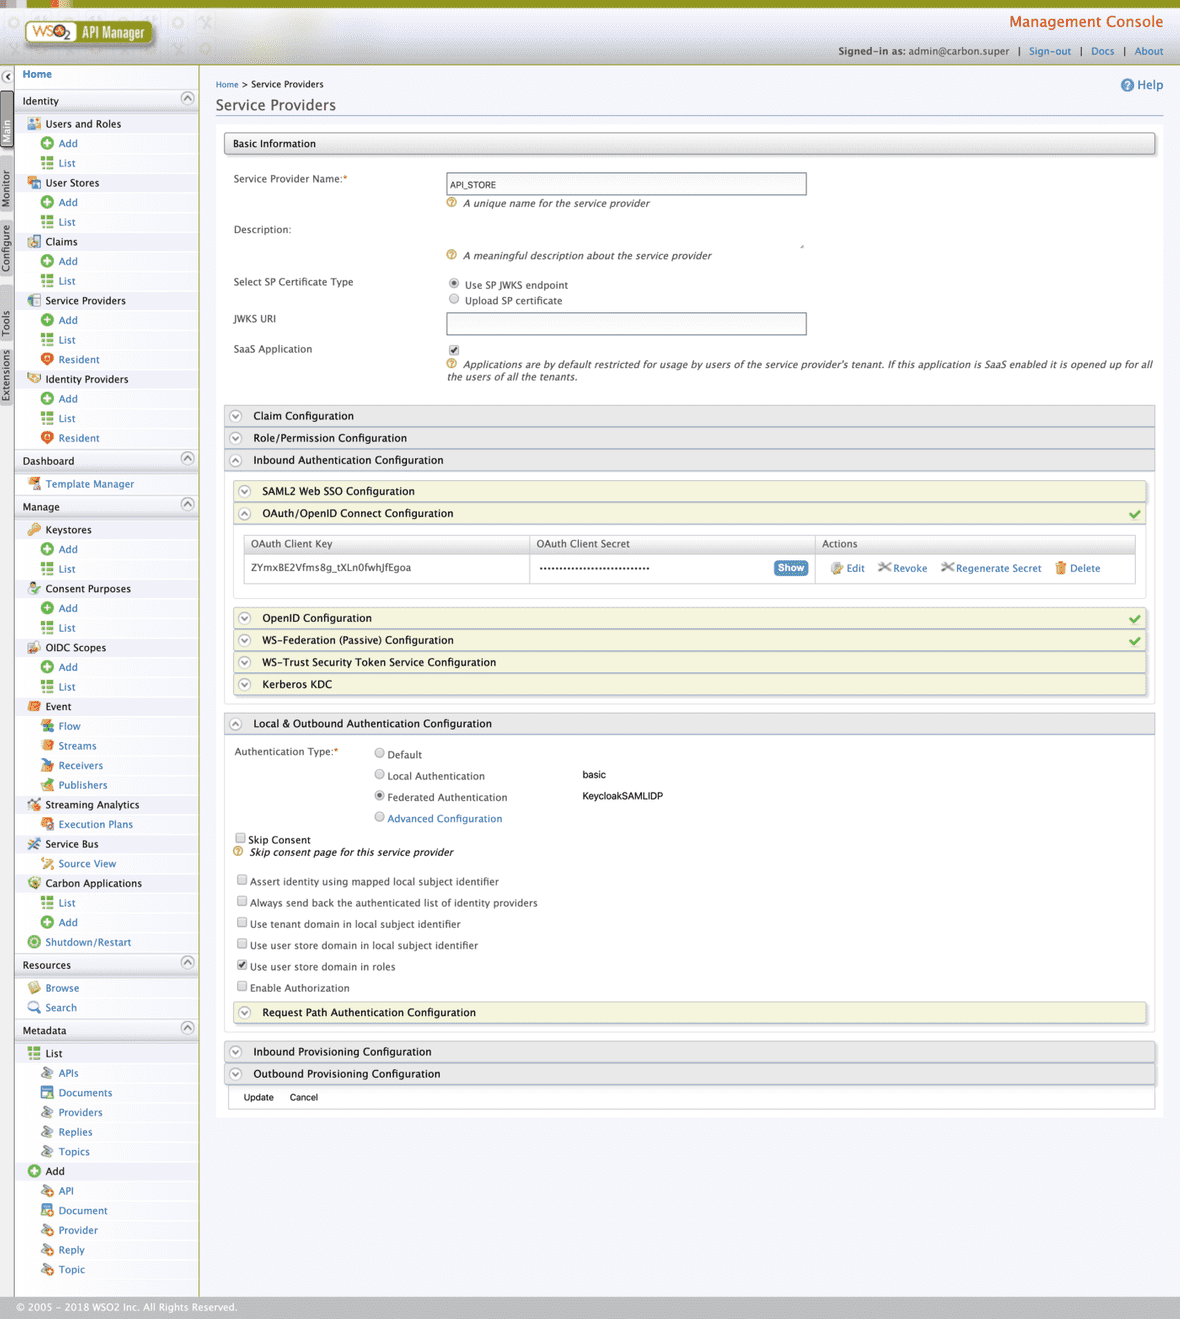 WSO2 API Manager
Management Console
Signed-in as: admin@carbon.super | Sign-out | Docs | About
Main
Monitor
Configure
Tools
Extensions
Home
Identity
Users and Roles
Add
List
User Stores
Add
List
Claims
Add
List
Service Providers
Add
List
Resident
Identity Providers
Add
List
Resident
Dashboard
Template Manager
Manage
Keystores
Add
List
Consent Purposes
Add
List
OIDC Scopes
Add
List
Event
Flow
Streams
Receivers
Publishers
Streaming Analytics
Execution Plans
Service Bus
Source View
Carbon Applications
List
Add
Shutdown/Restart
Resources
Browse
Search
Metadata
List
APIs
Documents
Providers
Replies
Topics
Add
API
Document
Provider
Reply
Topic
Home > Service Providers
Help
Service Providers
Basic Information
Service Provider Name:*
API_STORE
A unique name for the service provider
Description:
A meaningful description about the service provider
Select SP Certificate Type
Use SP JWKS endpoint
Upload SP certificate
JWKS URI
SaaS Application
Applications are by default restricted for usage by users of the service provider's tenant. If this application is SaaS enabled it is opened up for all
the users of all the tenants.
Claim Configuration
Role/Permission Configuration
Inbound Authentication Configuration
SAML2 Web SSO Configuration
OAuth/OpenID Connect Configuration
OAuth Client Key OAuth Client Secret Actions
ZYmxBE2Vfms8g_tXLn0fwhJfEgoa •••••••••••••••••••••••••••• Show Edit Revoke Regenerate Secret Delete
OpenID Configuration
WS-Federation (Passive) Configuration
WS-Trust Security Token Service Configuration
Kerberos KDC
Local & Outbound Authentication Configuration
Authentication Type:*
Default
Local Authentication basic
Federated Authentication KeycloakSAMLIDP
Advanced Configuration
Skip Consent
Skip consent page for this service provider
Assert identity using mapped local subject identifier
Always send back the authenticated list of identity providers
Use tenant domain in local subject identifier
Use user store domain in local subject identifier
Use user store domain in roles
Enable Authorization
Request Path Authentication Configuration
Inbound Provisioning Configuration
Outbound Provisioning Configuration
Update Cancel
© 2005 - 2018 WSO2 Inc. All Rights Reserved.